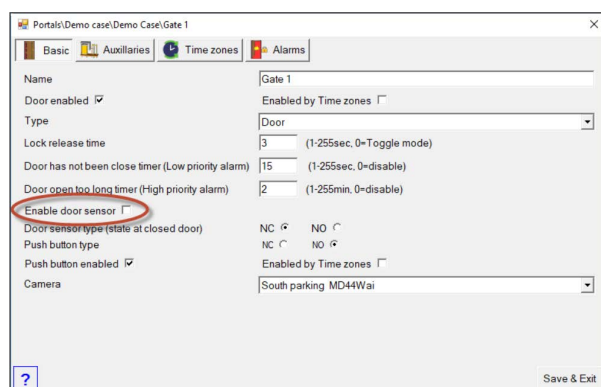 Portals\Demo case\Demo Case\Gate 1
Basic Auxillaries Time zones Alarms
Name Gate 1
Door enabled Enabled by Time zones
Type Door
Lock release time 3 (1-255sec, 0=Toggle mode)
Door has not been close timer (Low priority alarm) 15 (1-255sec, 0=disable)
Door open too long timer (High priority alarm) 2 (1-255min, 0=disable)
Enable door sensor
Door sensor type (state at closed door) NC NO
Push button type NC NO
Push button enabled Enabled by Time zones
Camera South parking MD44Wai
? Save & Exit